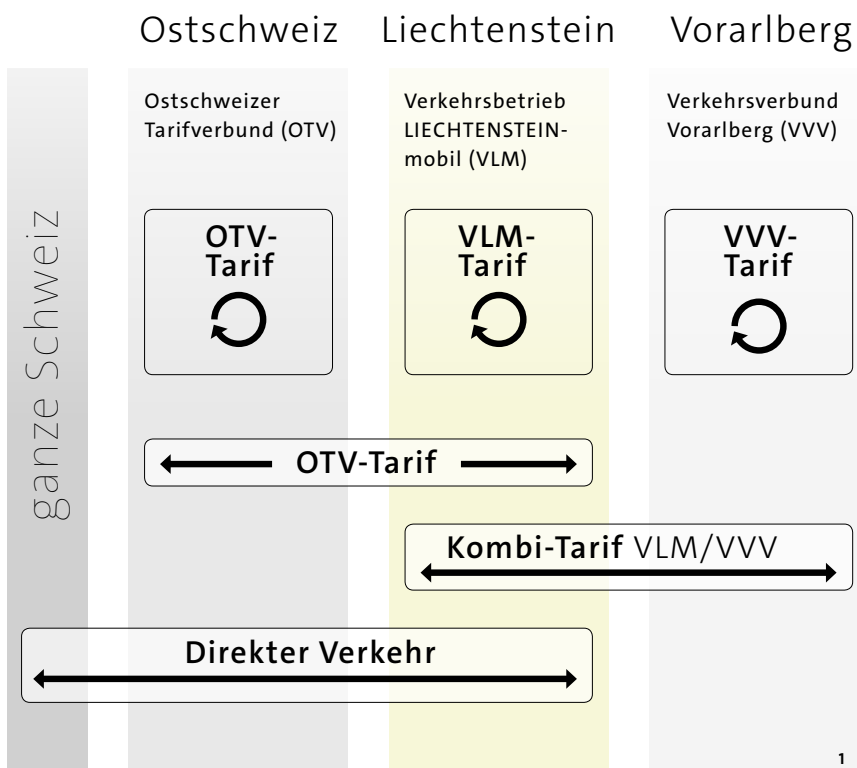 Ostschweiz Liechtenstein Vorarlberg
Ostschweizer
Tarifverbund (OTV)
Verkehrsbetrieb
LIECHTENSTEIN-
mobil (VLM)
Verkehrsverbund
Vorarlberg (VVV)
ganze Schweiz
OTV-
Tarif
VLM-
Tarif
VVV-
Tarif
OTV-Tarif
Kombi-Tarif VLM/VVV
Direkter Verkehr
1